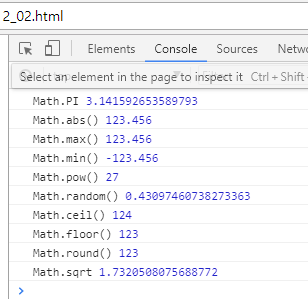 2_02.html
Elements Console Sources Netw
Select an element in the page to inspect it Ctrl + Shift +
Math.PI 3.141592653589793
Math.abs() 123.456
Math.max() 123.456
Math.min() -123.456
Math.pow() 27
Math.random() 0.43097460738273363
Math.ceil() 124
Math.floor() 123
Math.round() 123
Math.sqrt 1.7320508075688772
>